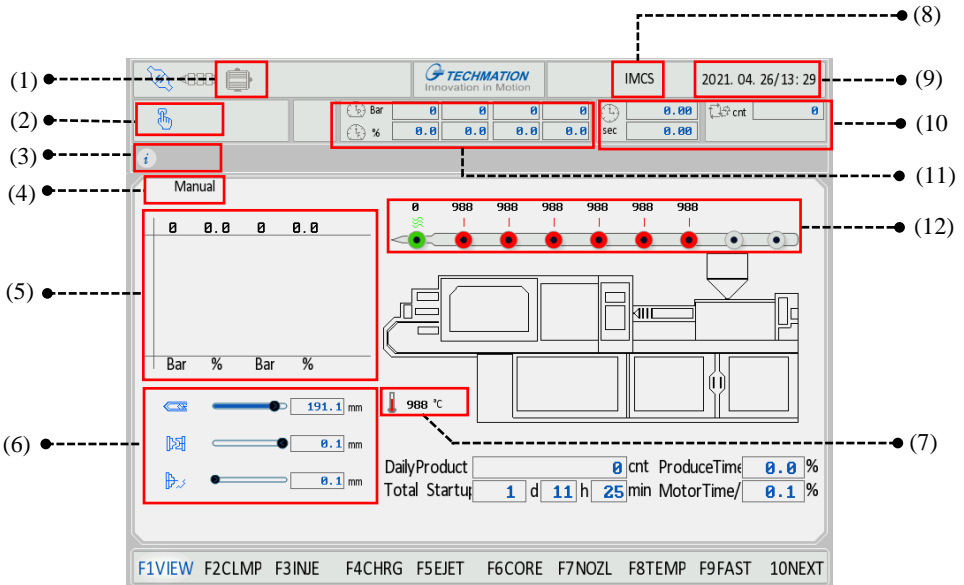 (8)
(1) TECHMATION Innovation in Motion IMCS 2021. 04. 26/13: 29 (9)
(2) Bar 0 0 0 0 0.00 cnt 0
% 0.0 0.0 0.0 0.0 sec 0.00 (10)
(3) i
(11)
(4) Manual
0 988 988 988 988 988 988
0 0.0 0 0.0 (12)
(5)
Bar % Bar %
191.1 mm 988 °C
(6) 0.1 mm (7)
0.1 mm
DailyProduct 0 cnt ProduceTime 0.0 %
Total Startup 1 d 11 h 25 min MotorTime/ 0.1 %
F1VIEW F2CLMP F3INJE F4CHRG F5EJET F6CORE F7NOZL F8TEMP F9FAST 10NEXT